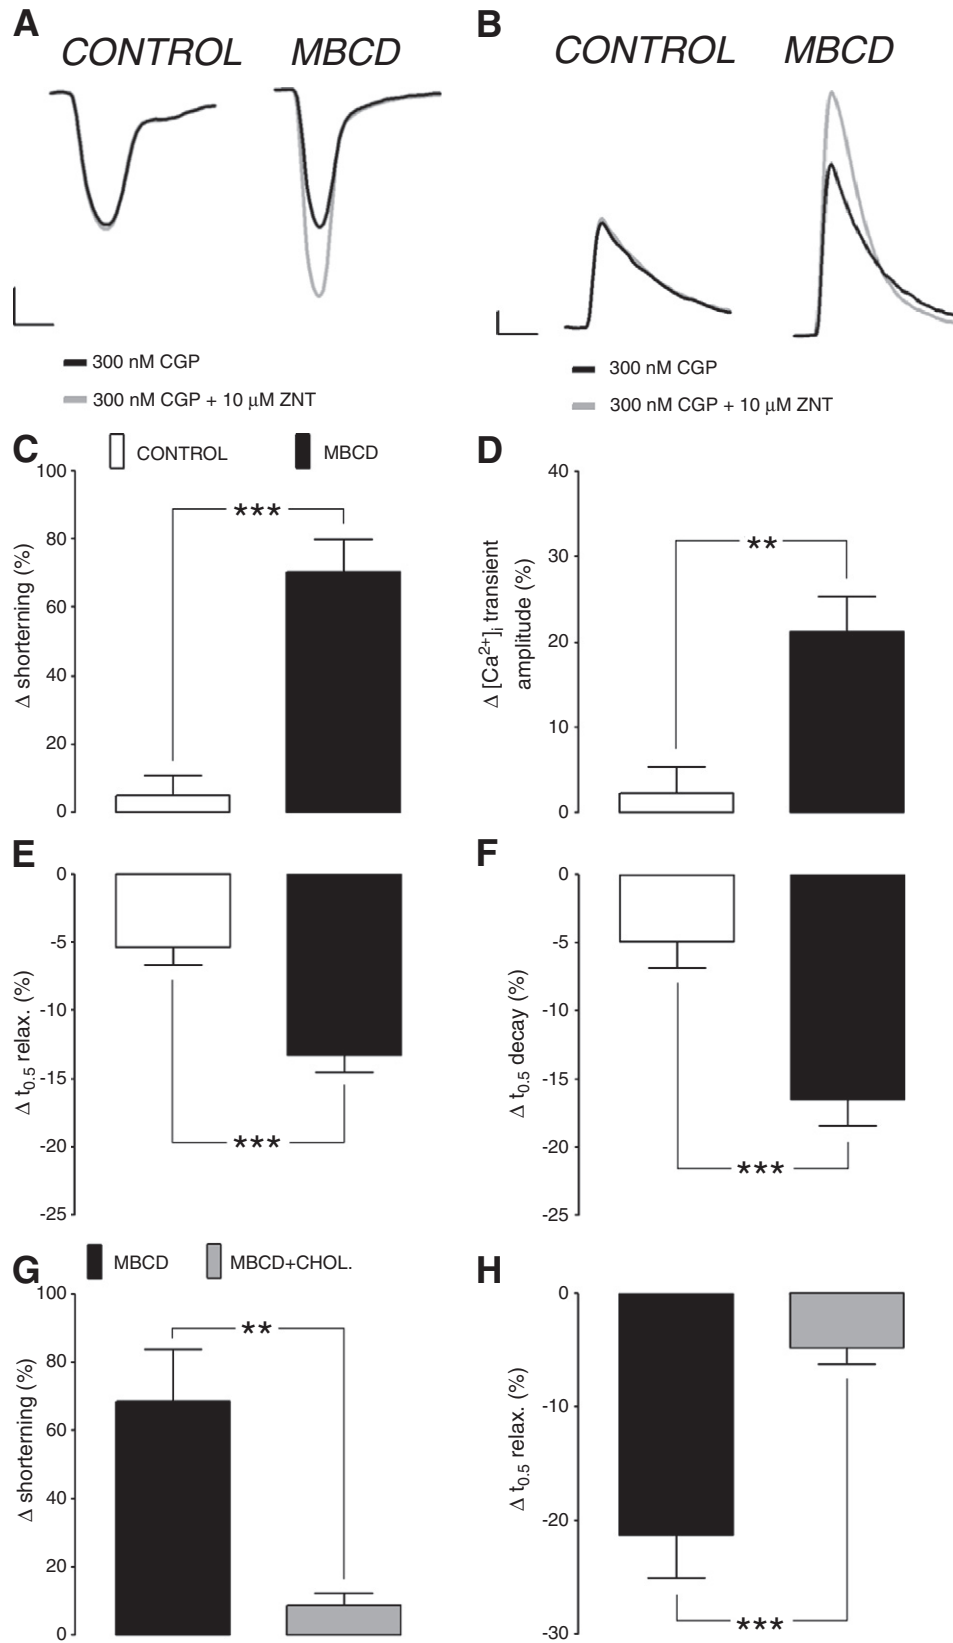 A
CONTROL MBCD
300 nM CGP
300 nM CGP + 10 μM ZNT
B
CONTROL MBCD
300 nM CGP
300 nM CGP + 10 μM ZNT
C
CONTROL MBCD
Δ shorterning (%)
100
80
60
40
20
0
***
D
Δ [Ca2+]i transient
amplitude (%)
40
30
20
10
0
**
E
Δ t0.5 relax. (%)
0
-5
-10
-15
-20
-25
***
F
Δ t0.5 decay (%)
0
-5
-10
-15
-20
-25
***
G
MBCD MBCD+CHOL.
Δ shorterning (%)
100
80
60
40
20
0
**
H
Δ t0.5 relax. (%)
0
-10
-20
-30
***